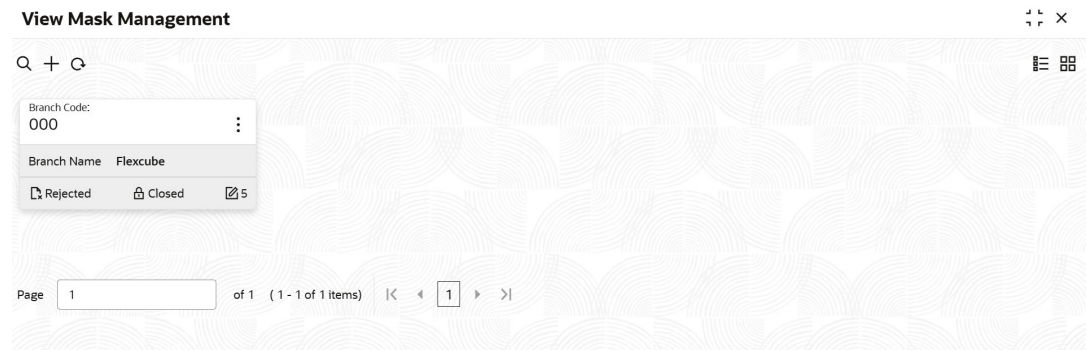 View Mask Management
Branch Code:
000
Branch Name Flexcube
Rejected Closed 5
Page 1 of 1 ( 1 - 1 of 1 items) 1